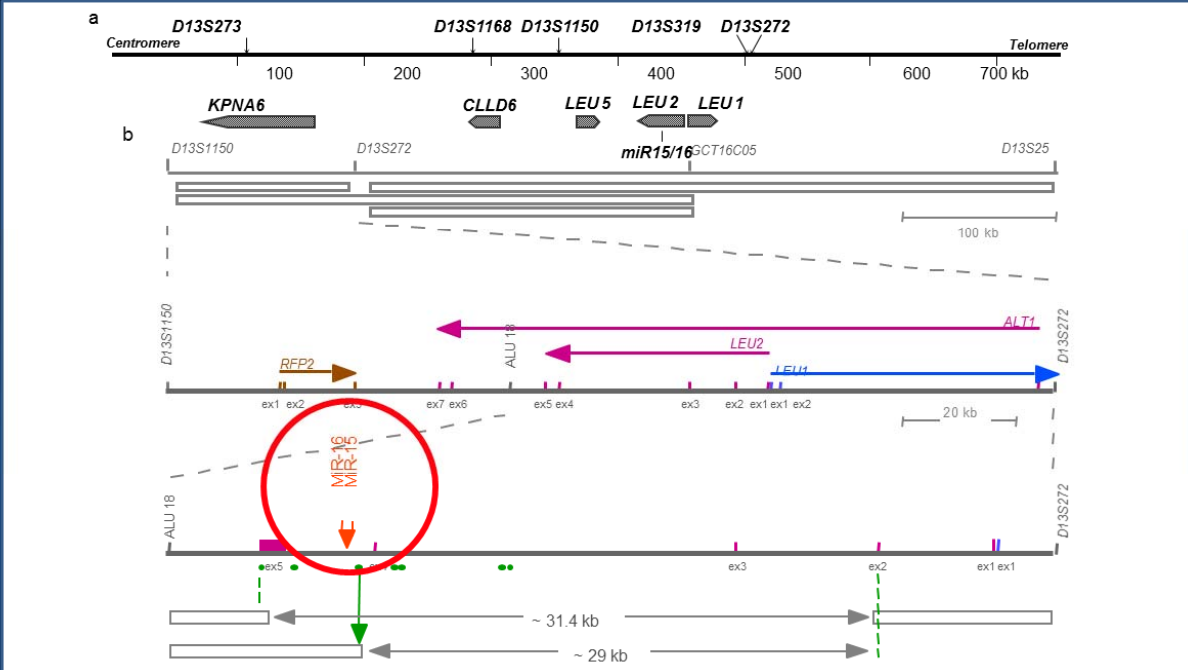 a
D13S273 D13S1168 D13S1150 D13S319 D13S272
Centromere Telomere
100 200 300 400 500 600 700 kb
KPNA6 CLLD6 LEU 5 LEU 2 LEU 1
b
D13S1150 D13S272 miR15/16 GCT16C05 D13S25
100 kb
D13S1150 ALU 18 ALT1 D13S272
LEU2
RFP2 LEU1
ex1 ex2 ex3 ex7 ex6 ex5 ex4 ex3 ex2 ex1 ex1 ex2
20 kb
MiR-16
MiR-15
ALU 18 D13S272
ex5 ex3 ex2 ex1 ex1
~ 31.4 kb
~ 29 kb